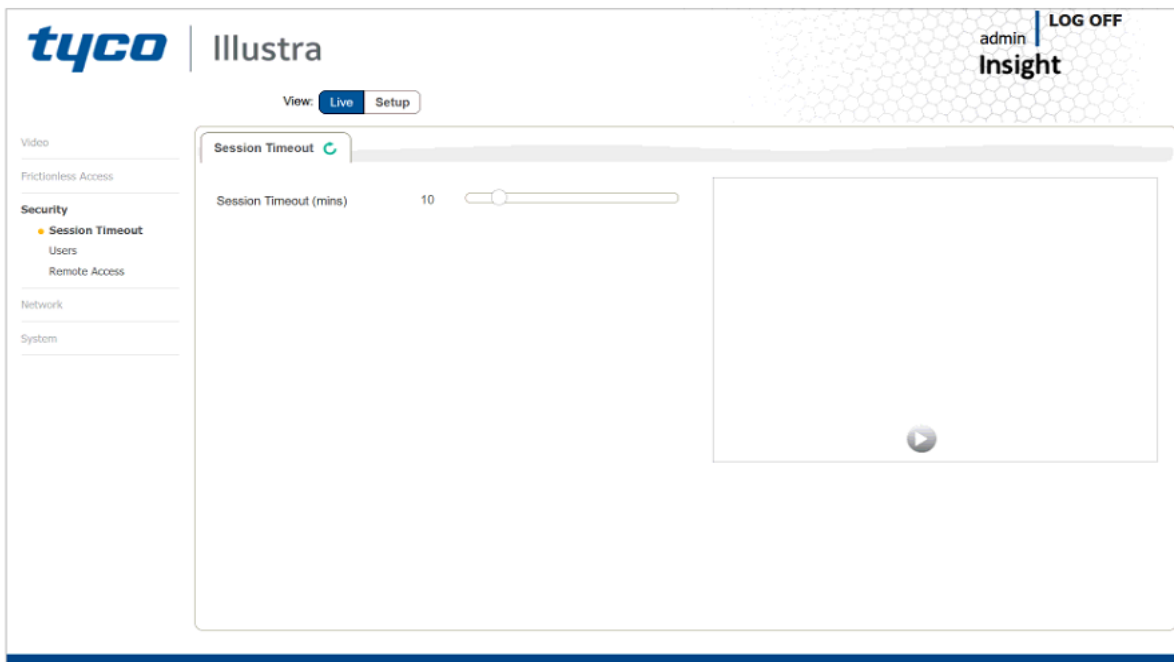 tyco Illustra
LOG OFF
admin
Insight
View: Live Setup
Video
Frictionless Access
Security
Session Timeout
Users
Remote Access
Network
System
Session Timeout
Session Timeout (mins) 10